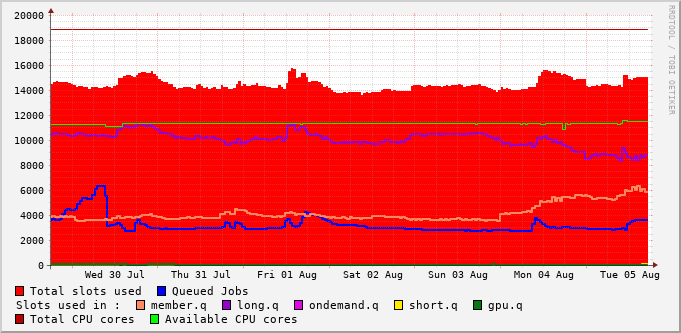 20000
18000
16000
14000
12000
10000
8000
6000
4000
2000
0
Wed 30 Jul Thu 31 Jul Fri 01 Aug Sat 02 Aug Sun 03 Aug Mon 04 Aug Tue 05 Aug
Total slots used Queued Jobs
Slots used in : member.q long.q ondemand.q short.q gpu.q
Total CPU cores Available CPU cores
RRDTOOL / TOBI OETIKER